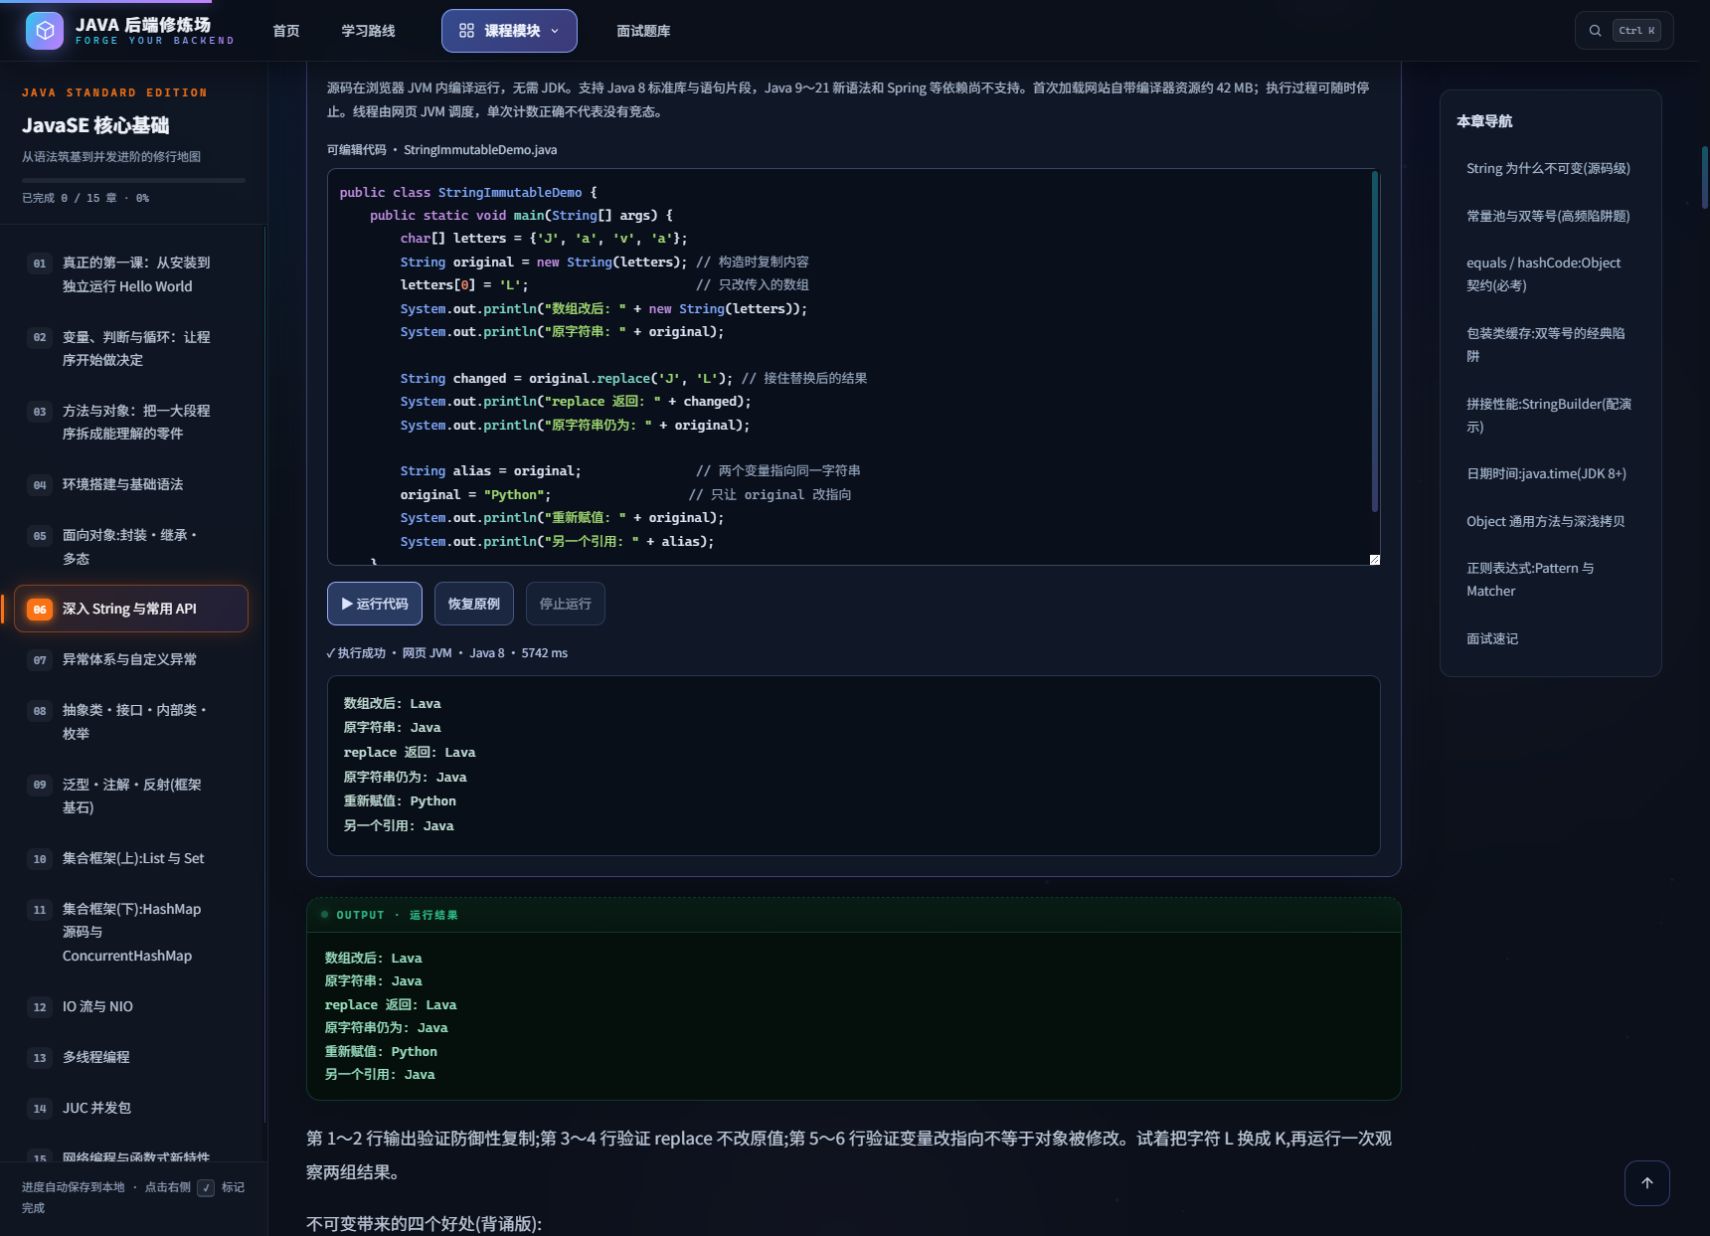 JAVA 后端修炼场
FORGE YOUR BACKEND
首页
学习路线
课程模块
面试题库
Ctrl K
JAVA STANDARD EDITION
JavaSE 核心基础
从语法筑基到并发进阶的修行地图
已完成 0 / 15 章 · 0%
01 真正的第一课：从安装到
独立运行 Hello World
02 变量、判断与循环：让程
序开始做决定
03 方法与对象：把一大段程
序拆成能理解的零件
04 环境搭建与基础语法
05 面向对象:封装・继承・
多态
06 深入 String 与常用 API
07 异常体系与自定义异常
08 抽象类・接口・内部类・
枚举
09 泛型・注解・反射(框架
基石)
10 集合框架(上):List 与 Set
11 集合框架(下):HashMap
源码与
ConcurrentHashMap
12 IO 流与 NIO
13 多线程编程
14 JUC 并发包
15 网络编程与函数式新特性
进度自动保存到本地 · 点击右侧 ✓ 标记
完成
源码在浏览器 JVM 内编译运行，无需 JDK。支持 Java 8 标准库与语句片段，Java 9～21 新语法和 Spring 等依赖尚不支持。首次加载网站自带编译器资源约 42 MB；执行过程可随时停
止。线程由网页 JVM 调度，单次计数正确不代表没有竞态。
可编辑代码 • StringImmutableDemo.java
public class StringImmutableDemo {
    public static void main(String[] args) {
        char[] letters = {'J', 'a', 'v', 'a'};
        String original = new String(letters); // 构造时复制内容
        letters[0] = 'L';                      // 只改传入的数组
        System.out.println("数组改后: " + new String(letters));
        System.out.println("原字符串: " + original);
        String changed = original.replace('J', 'L'); // 接住替换后的结果
        System.out.println("replace 返回: " + changed);
        System.out.println("原字符串仍为: " + original);
        String alias = original;               // 两个变量指向同一字符串
        original = "Python";                  // 只让 original 改指向
        System.out.println("重新赋值: " + original);
        System.out.println("另一个引用: " + alias);
    }
▶ 运行代码
恢复原例
停止运行
✓ 执行成功 • 网页 JVM • Java 8 • 5742 ms
数组改后: Lava
原字符串: Java
replace 返回: Lava
原字符串仍为: Java
重新赋值: Python
另一个引用: Java
OUTPUT · 运行结果
数组改后: Lava
原字符串: Java
replace 返回: Lava
原字符串仍为: Java
重新赋值: Python
另一个引用: Java
第 1～2 行输出验证防御性复制;第 3～4 行验证 replace 不改原值;第 5～6 行验证变量改指向不等于对象被修改。试着把字符 L 换成 K,再运行一次观
察两组结果。
不可变带来的四个好处(背诵版):
本章导航
String 为什么不可变(源码级)
常量池与双等号(高频陷阱题)
equals / hashCode:Object
契约(必考)
包装类缓存:双等号的经典陷
阱
拼接性能:StringBuilder(配演
示)
日期时间:java.time(JDK 8+)
Object 通用方法与深浅拷贝
正则表达式:Pattern 与
Matcher
面试速记